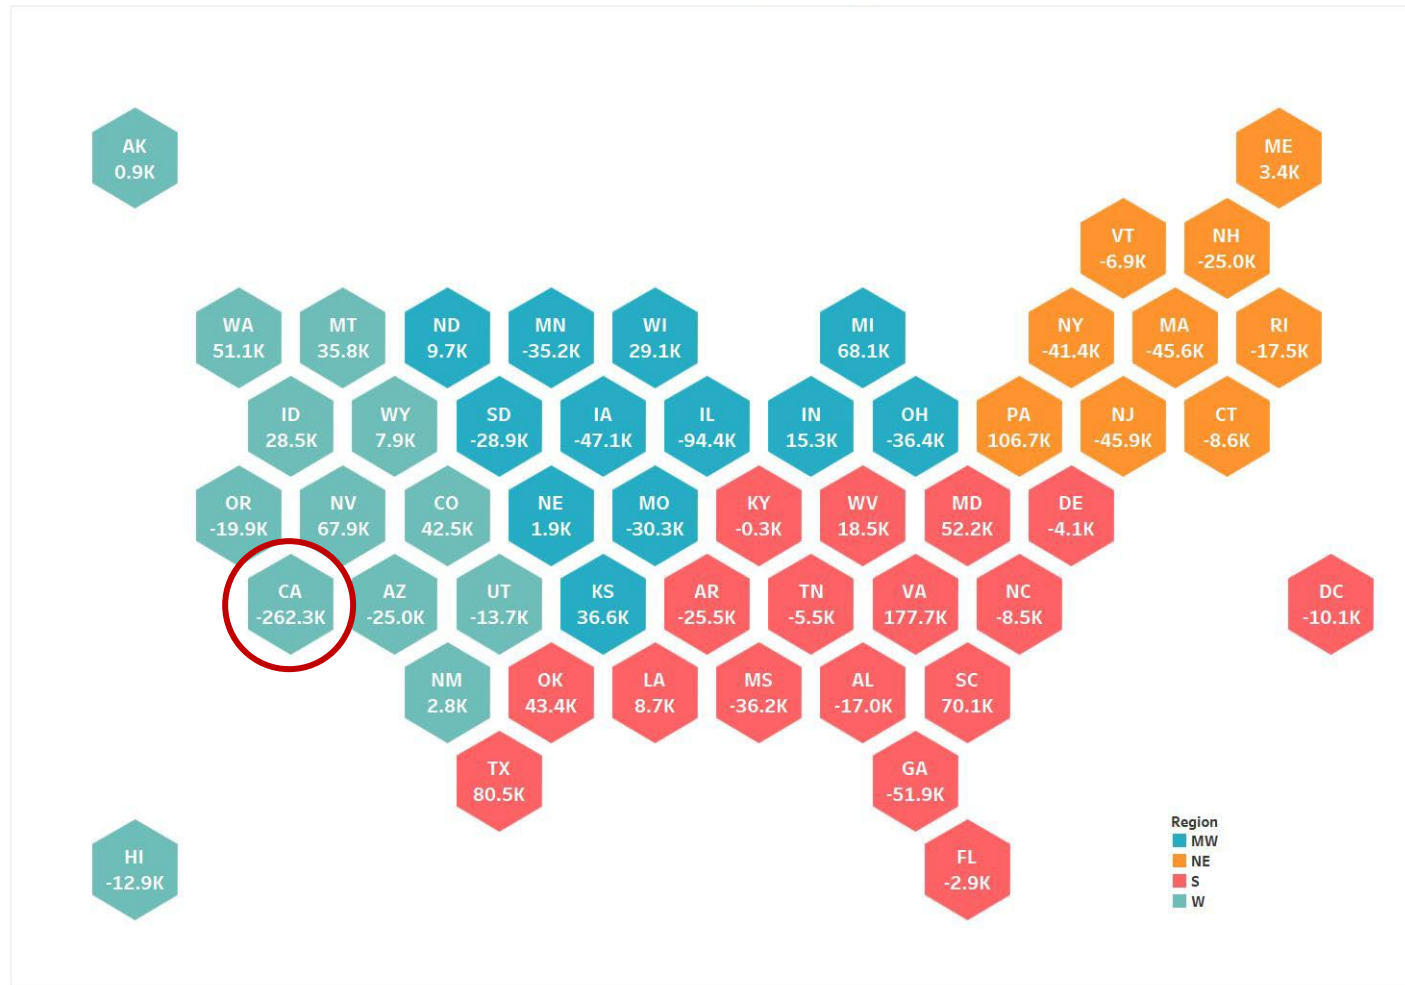 AK
0.9K
ME
3.4K
VT
-6.9K
NH
-25.0K
WA
51.1K
MT
35.8K
ND
9.7K
MN
-35.2K
WI
29.1K
MI
68.1K
NY
-41.4K
MA
-45.6K
RI
-17.5K
ID
28.5K
WY
7.9K
SD
-28.9K
IA
-47.1K
IL
-94.4K
IN
15.3K
OH
-36.4K
PA
106.7K
NJ
-45.9K
CT
-8.6K
OR
-19.9K
NV
67.9K
CO
42.5K
NE
1.9K
MO
-30.3K
KY
-0.3K
WV
18.5K
MD
52.2K
DE
-4.1K
CA
-262.3K
AZ
-25.0K
UT
-13.7K
KS
36.6K
AR
-25.5K
TN
-5.5K
VA
177.7K
NC
-8.5K
DC
-10.1K
NM
2.8K
OK
43.4K
LA
8.7K
MS
-36.2K
AL
-17.0K
SC
70.1K
TX
80.5K
GA
-51.9K
HI
-12.9K
FL
-2.9K
Region
MW
NE
S
W